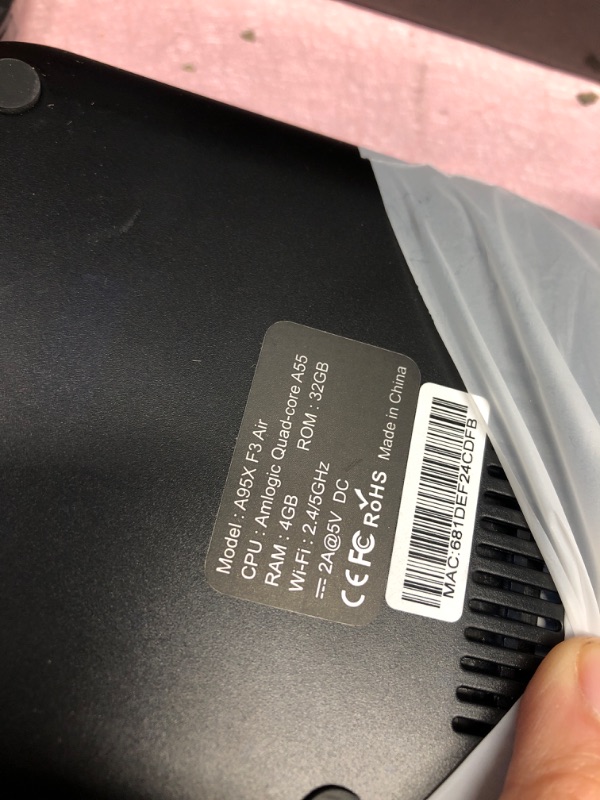 Model : A95X F3 Air
CPU : Amlogic Quad-core A55
RAM : 4GB ROM : 32GB
Wi-Fi : 2.4/5GHz
2A@5V DC
CE FC RoHS Made in China
MAC:681DEF24CDFB